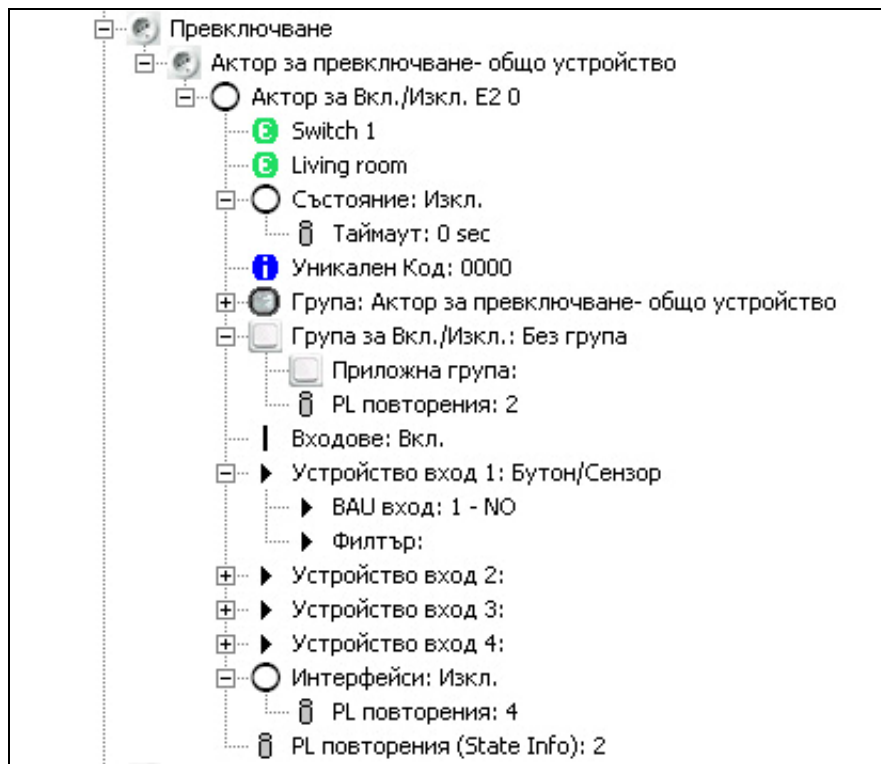 Превключване
Актор за превключване- общо устройство
Актор за Вкл./Изкл. E2 0
Switch 1
Living room
Състояние: Изкл.
Таймаут: 0 sec
Уникален Код: 0000
Група: Актор за превключване- общо устройство
Група за Вкл./Изкл.: Без група
Приложна група:
PL повторения: 2
Входове: Вкл.
Устройство вход 1: Бутон/Сензор
BAU вход: 1 - NO
Филтър:
Устройство вход 2:
Устройство вход 3:
Устройство вход 4:
Интерфейси: Изкл.
PL повторения: 4
PL повторения (State Info): 2